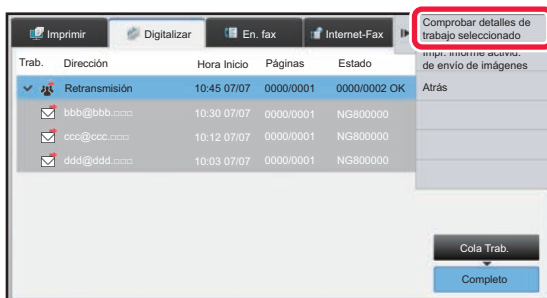 Imprimir Digitalizar En. fax Internet-Fax
Comprobar detalles de
trabajo seleccionado
Impr. informe activid.
de envío de imágenes
Atrás
Trab. Dirección Hora Inicio Páginas Estado
Retransmisión 10:45 07/07 0000/0001 0000/0002 OK
bbb@bbb.□□□ 10:30 07/07 0000/0001 NG800000
ccc@ccc.□□□ 10:12 07/07 0000/0001 NG800000
ddd@ddd.□□□ 10:03 07/07 0000/0001 NG800000
Cola Trab.
Completo